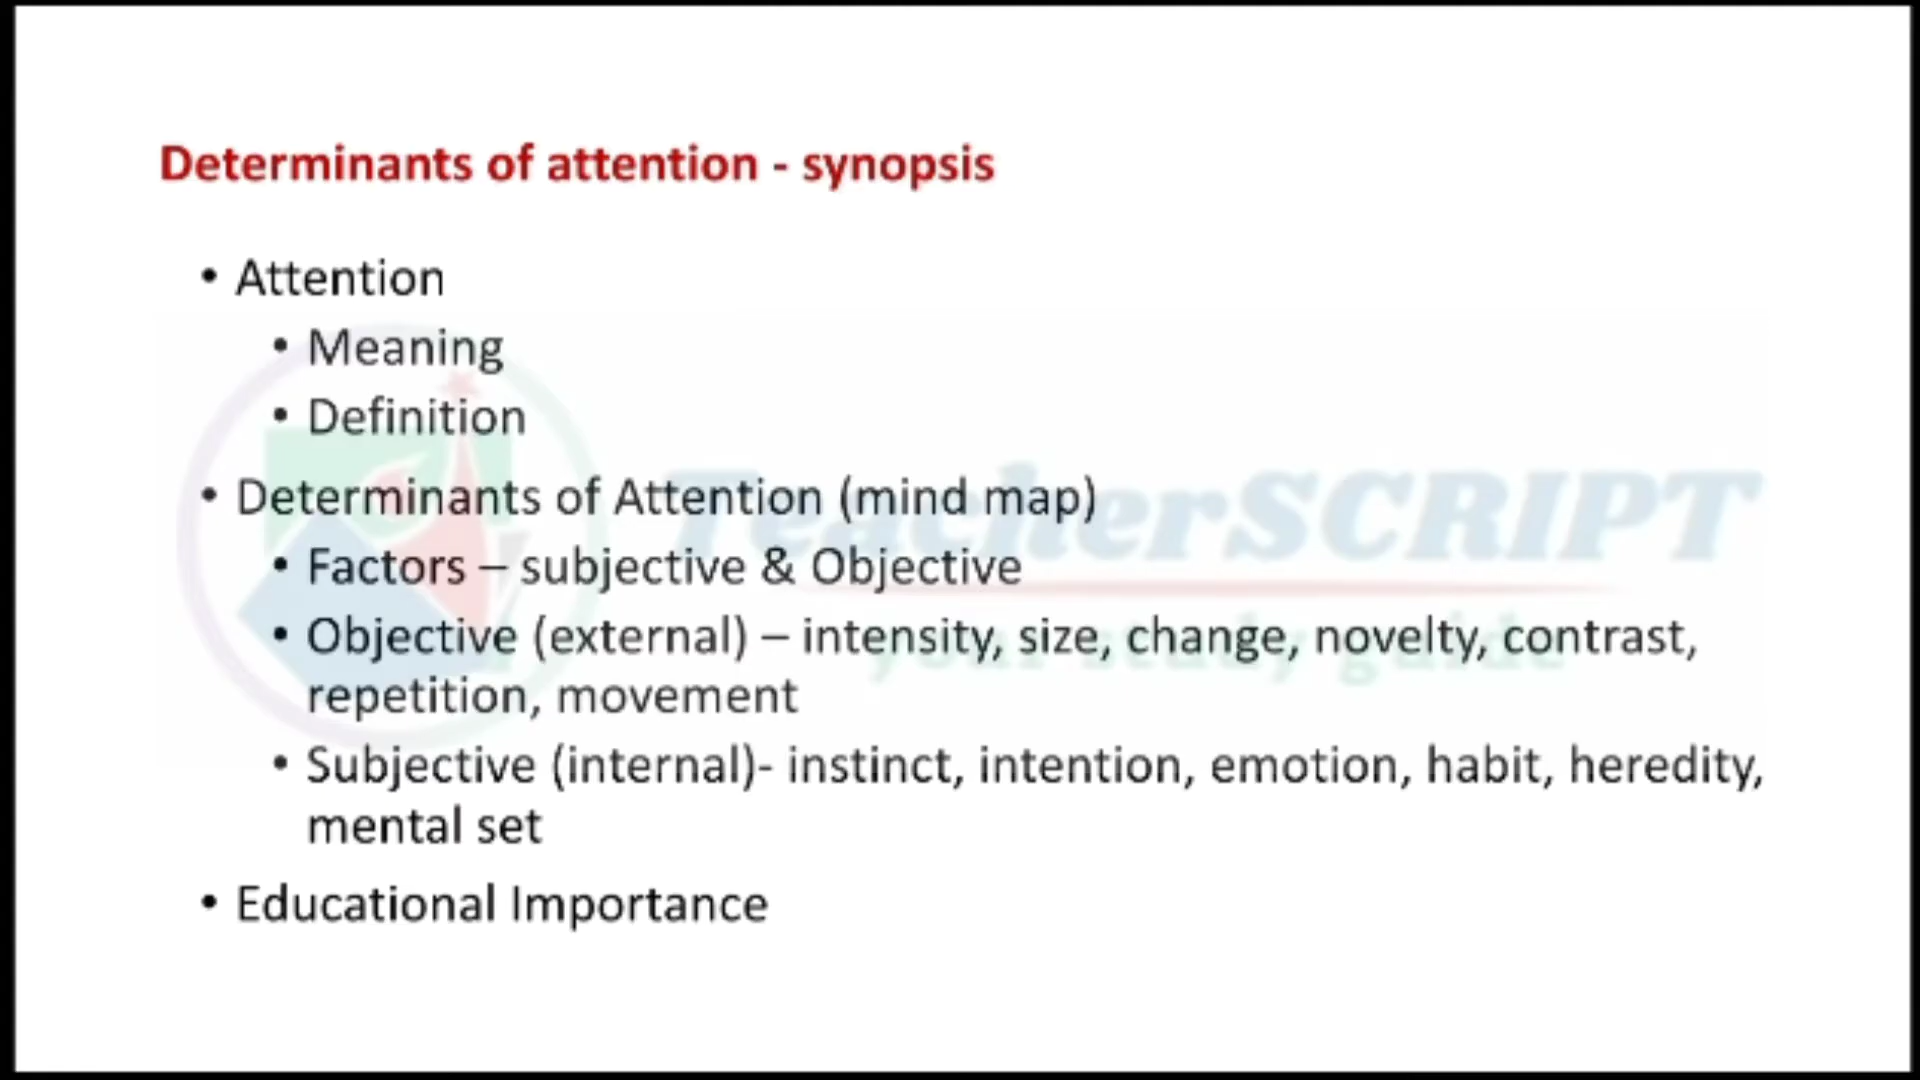 Determinants of attention - synopsis
• Attention
• Meaning
• Definition
• Determinants of Attention (mind map)
• Factors – subjective & Objective
• Objective (external) – intensity, size, change, novelty, contrast,
repetition, movement
• Subjective (internal)- instinct, intention, emotion, habit, heredity,
mental set
• Educational Importance
TeacherSCRIPT
your study guide